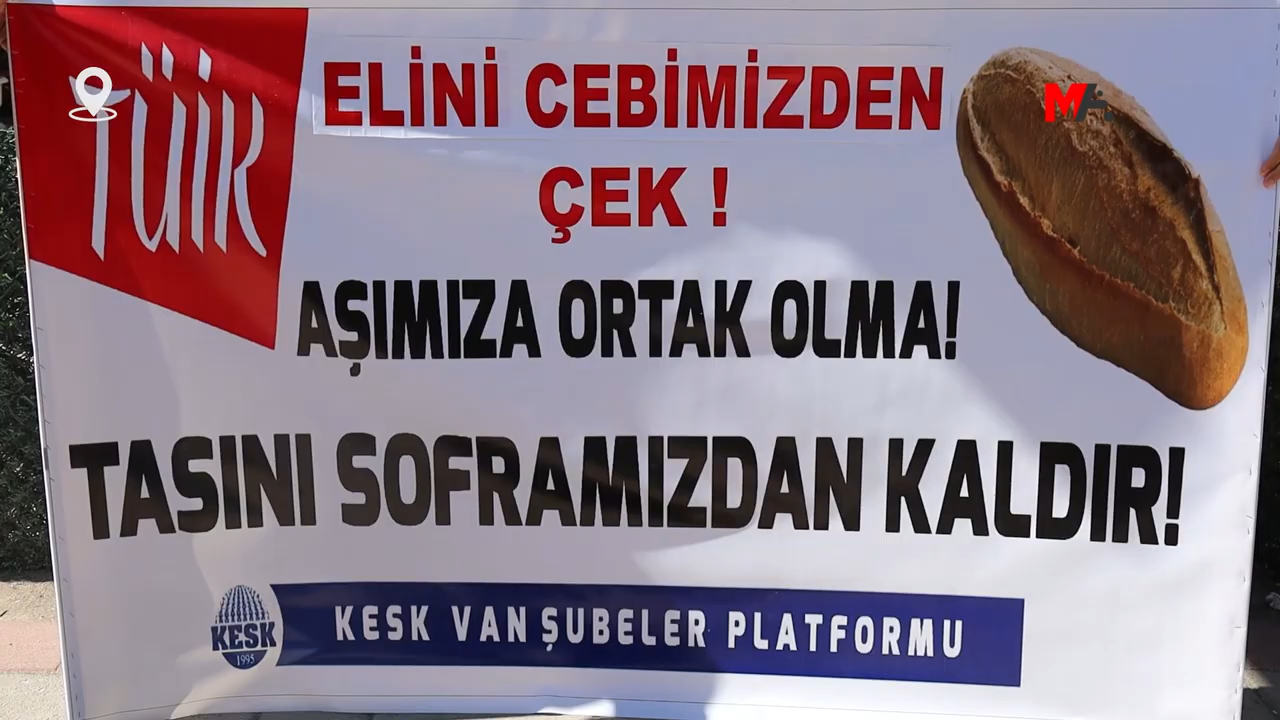 TÜİK
ELİNİ CEBİMİZDEN
ÇEK !
AŞIMIZA ORTAK OLMA!
TASINI SOFRAMIZDAN KALDIR!
KESK
1995
KESK VAN ŞUBELER PLATFORMU
MA